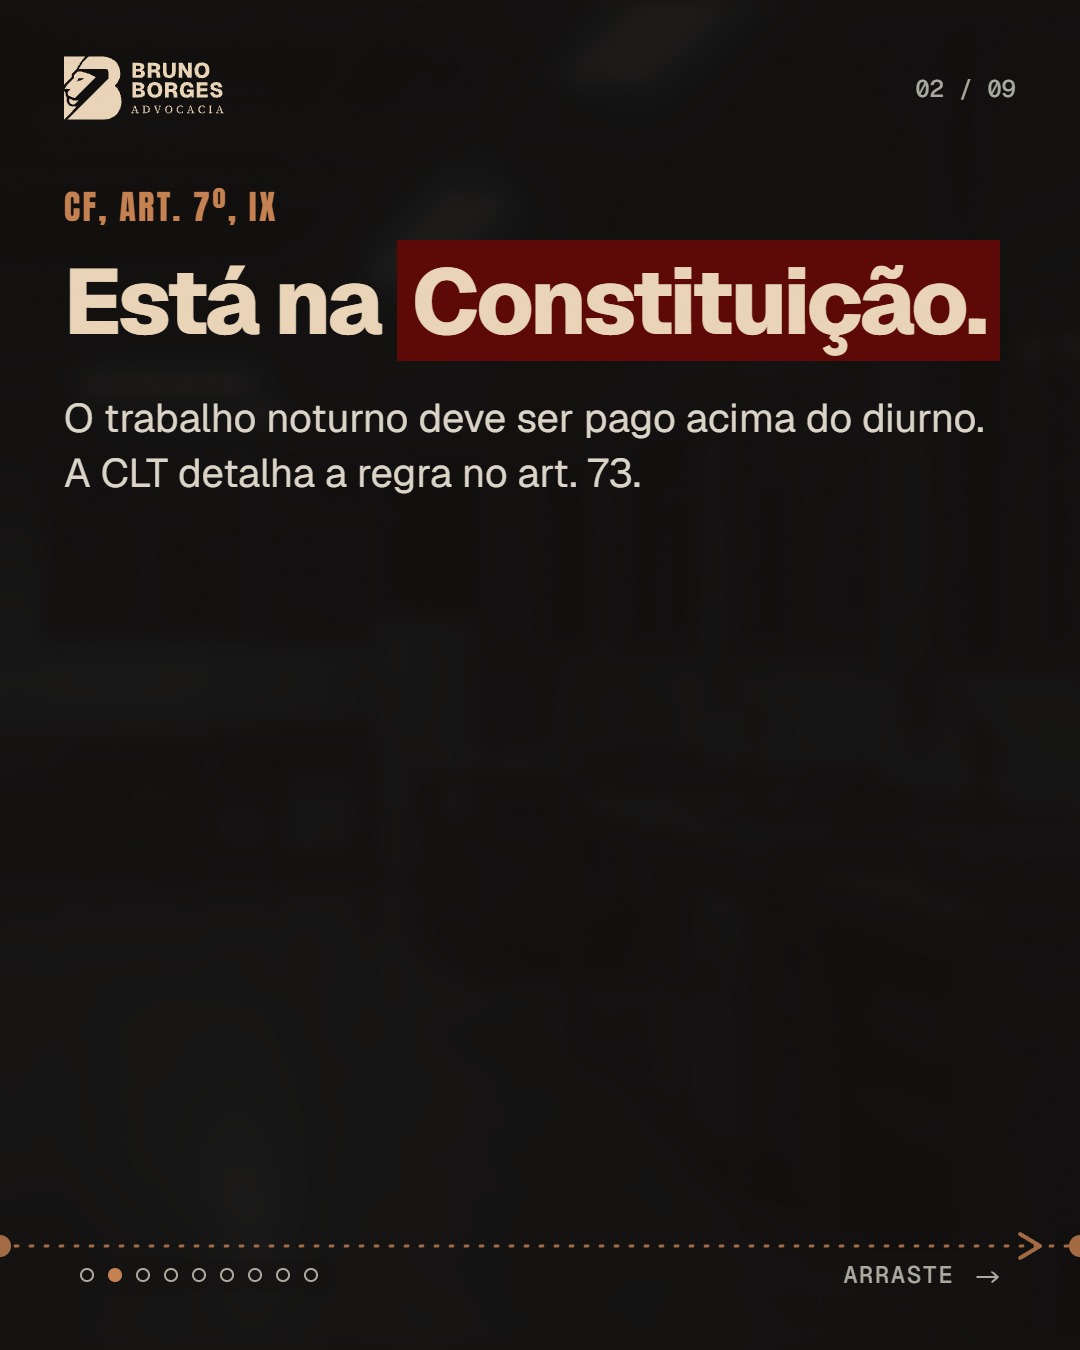 BRUNO
BORGES
ADVOCACIA
02 / 09
CF, ART. 7º, IX
Está na Constituição.
O trabalho noturno deve ser pago acima do diurno.
A CLT detalha a regra no art. 73.
ARRASTE →